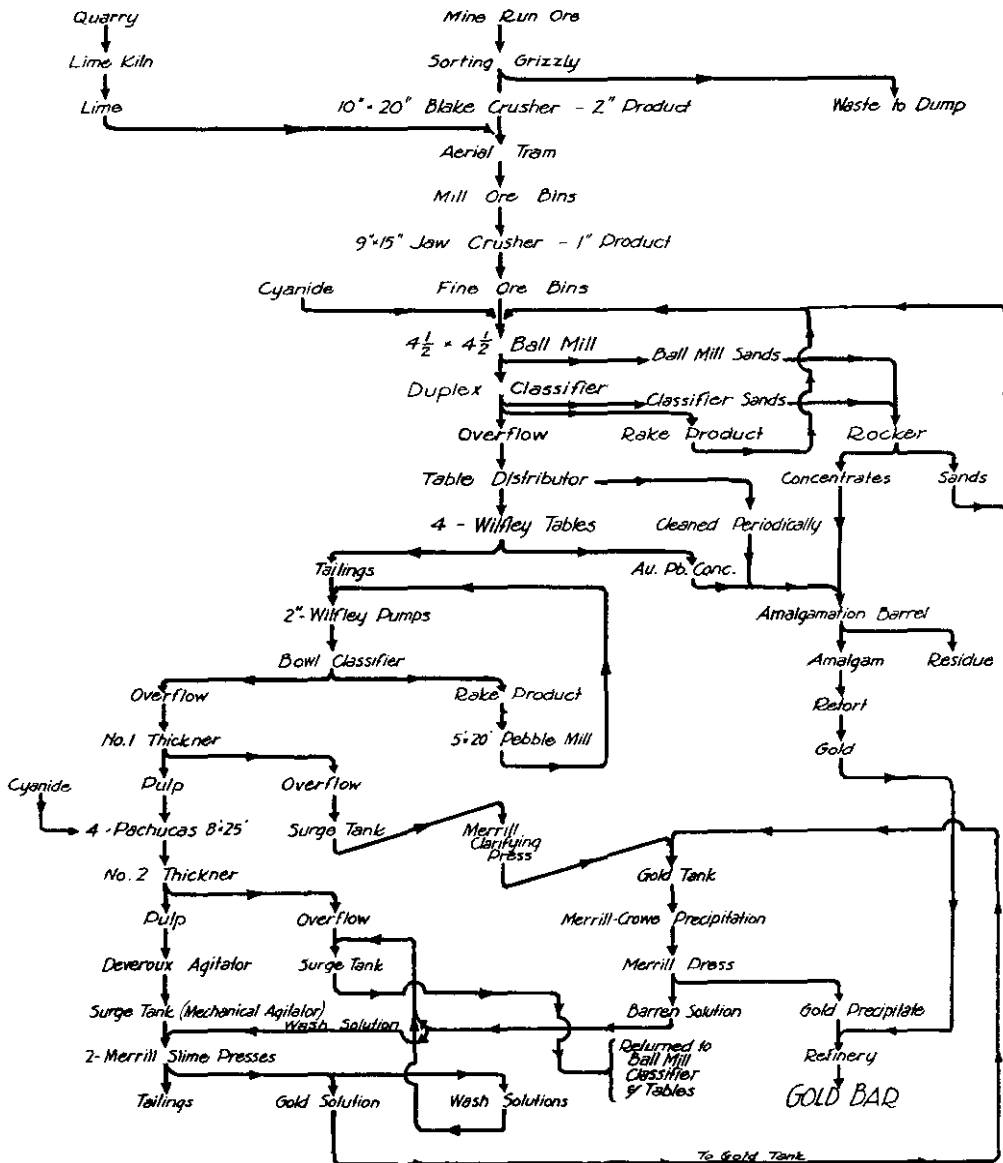 Quarry
Mine Run Ore
Lime Kiln
Sorting Grizzly
Lime
10" × 20" Blake Crusher - 2" Product
Waste to Dump
Aerial Tram
Mill Ore Bins
9"×15" Jaw Crusher - 1" Product
Cyanide
Fine Ore Bins
4 1/2 × 4 1/2 Ball Mill
Ball Mill Sands
Duplex Classifier
Classifier Sands
Overflow
Rake Product
Rocker
Table Distributor
Concentrates
Sands
4 - Wilfley Tables
Cleaned Periodically
Tailings
Au. Pb. Conc.
2"-Wilfley Pumps
Amalgamation Barrel
Bowl Classifier
Amalgam
Residue
Overflow
Rake Product
Retort
No. 1 Thickner
5'×20' Pebble Mill
Gold
Cyanide
Pulp
Overflow
4 - Pachucas 8'×25'
Surge Tank
Merrill
Clarifying
Press
No. 2 Thickner
Gold Tank
Pulp
Overflow
Merrill-Crowe Precipitation
Deveroux Agitator
Surge Tank
Merrill Press
Surge Tank (Mechanical Agitator)
Barren Solution
Gold Precipitate
Wash Solution
2-Merrill Slime Presses
Returned to
Ball Mill
Classifier
& Tables
Refinery
Tailings
Gold Solution
Wash Solutions
GOLD BAR
To Gold Tank